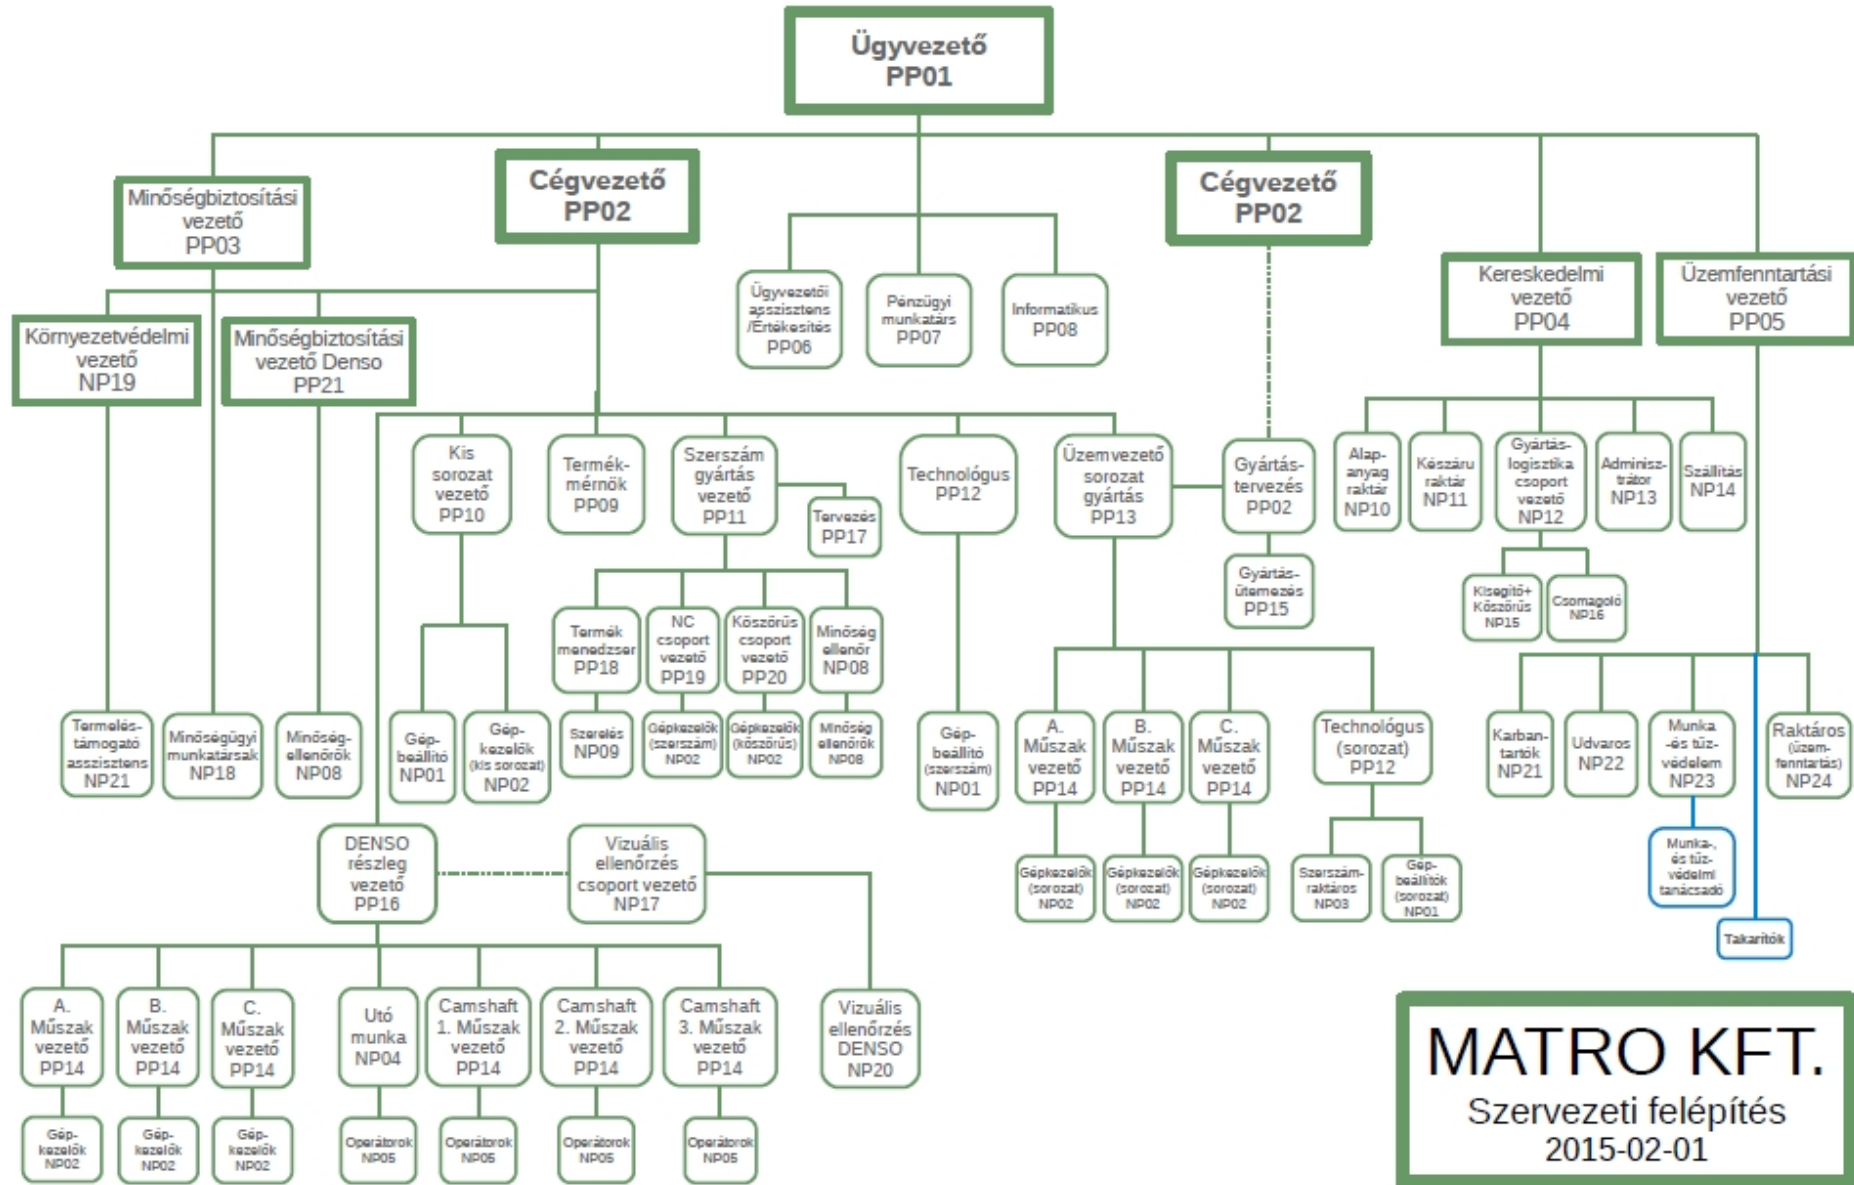 Ügyvezető
PP01
Minőségbiztosítási
vezető
PP03
Cégvezető
PP02
Cégvezető
PP02
Ügyvezetői
asszisztens
/Értékesítés
PP06
Pénzügyi
munkatárs
PP07
Informatikus
PP08
Kereskedelmi
vezető
PP04
Üzemfenntartási
vezető
PP05
Környezetvédelmi
vezető
NP19
Minőségbiztosítási
vezető Denso
PP21
Kis
sorozat
vezető
PP10
Termék-
mérnök
PP09
Szerszám
gyártás
vezető
PP11
Tervezés
PP17
Technológus
PP12
Üzemvezető
sorozat
gyártás
PP13
Gyártás-
tervezés
PP02
Gyártás-
ütemezés
PP15
Alap-
anyag
raktár
NP10
Készáru
raktár
NP11
Gyártás-
logisztika
csoport
vezető
NP12
Adminisz-
trátor
NP13
Szállítás
NP14
Kisegítő+
Köszörűs
NP15
Csomagoló
NP16
Termék
menedzser
PP18
NC
csoport
vezető
PP19
Köszörűs
csoport
vezető
PP20
Minőség
ellenőr
NP08
Termelés-
támogató
asszisztens
NP21
Minőségügyi
munkatársak
NP18
Minőség-
ellenőrök
NP08
Gép-
beállító
NP01
Gép-
kezelők
(kis sorozat)
NP02
Szerelés
NP09
Gépkezelők
(szerszám)
NP02
Gépkezelők
(köszörűs)
NP02
Minőség
ellenőrök
NP08
Gép-
beállító
(szerszám)
NP01
A.
Műszak
vezető
PP14
B.
Műszak
vezető
PP14
C.
Műszak
vezető
PP14
Technológus
(sorozat)
PP12
Karban-
tartók
NP21
Udvaros
NP22
Munka
-és tűz-
védelem
NP23
Raktáros
(üzem-
fenntartás)
NP24
DENSO
részleg
vezető
PP16
Vizuális
ellenőrzés
csoport vezető
NP17
Gépkezelők
(sorozat)
NP02
Gépkezelők
(sorozat)
NP02
Gépkezelők
(sorozat)
NP02
Szerszám-
raktáros
NP03
Gép-
beállítók
(sorozat)
NP01
Munka-,
és tűz-
védelmi
tanácsadó
Takarítók
A.
Műszak
vezető
PP14
B.
Műszak
vezető
PP14
C.
Műszak
vezető
PP14
Utó
munka
NP04
Camshaft
1. Műszak
vezető
PP14
Camshaft
2. Műszak
vezető
PP14
Camshaft
3. Műszak
vezető
PP14
Vizuális
ellenőrzés
DENSO
NP20
Gép-
kezelők
NP02
Gép-
kezelők
NP02
Gép-
kezelők
NP02
Operátorok
NP05
Operátorok
NP05
Operátorok
NP05
Operátorok
NP05
MATRO KFT.
Szervezeti felépítés
2015-02-01